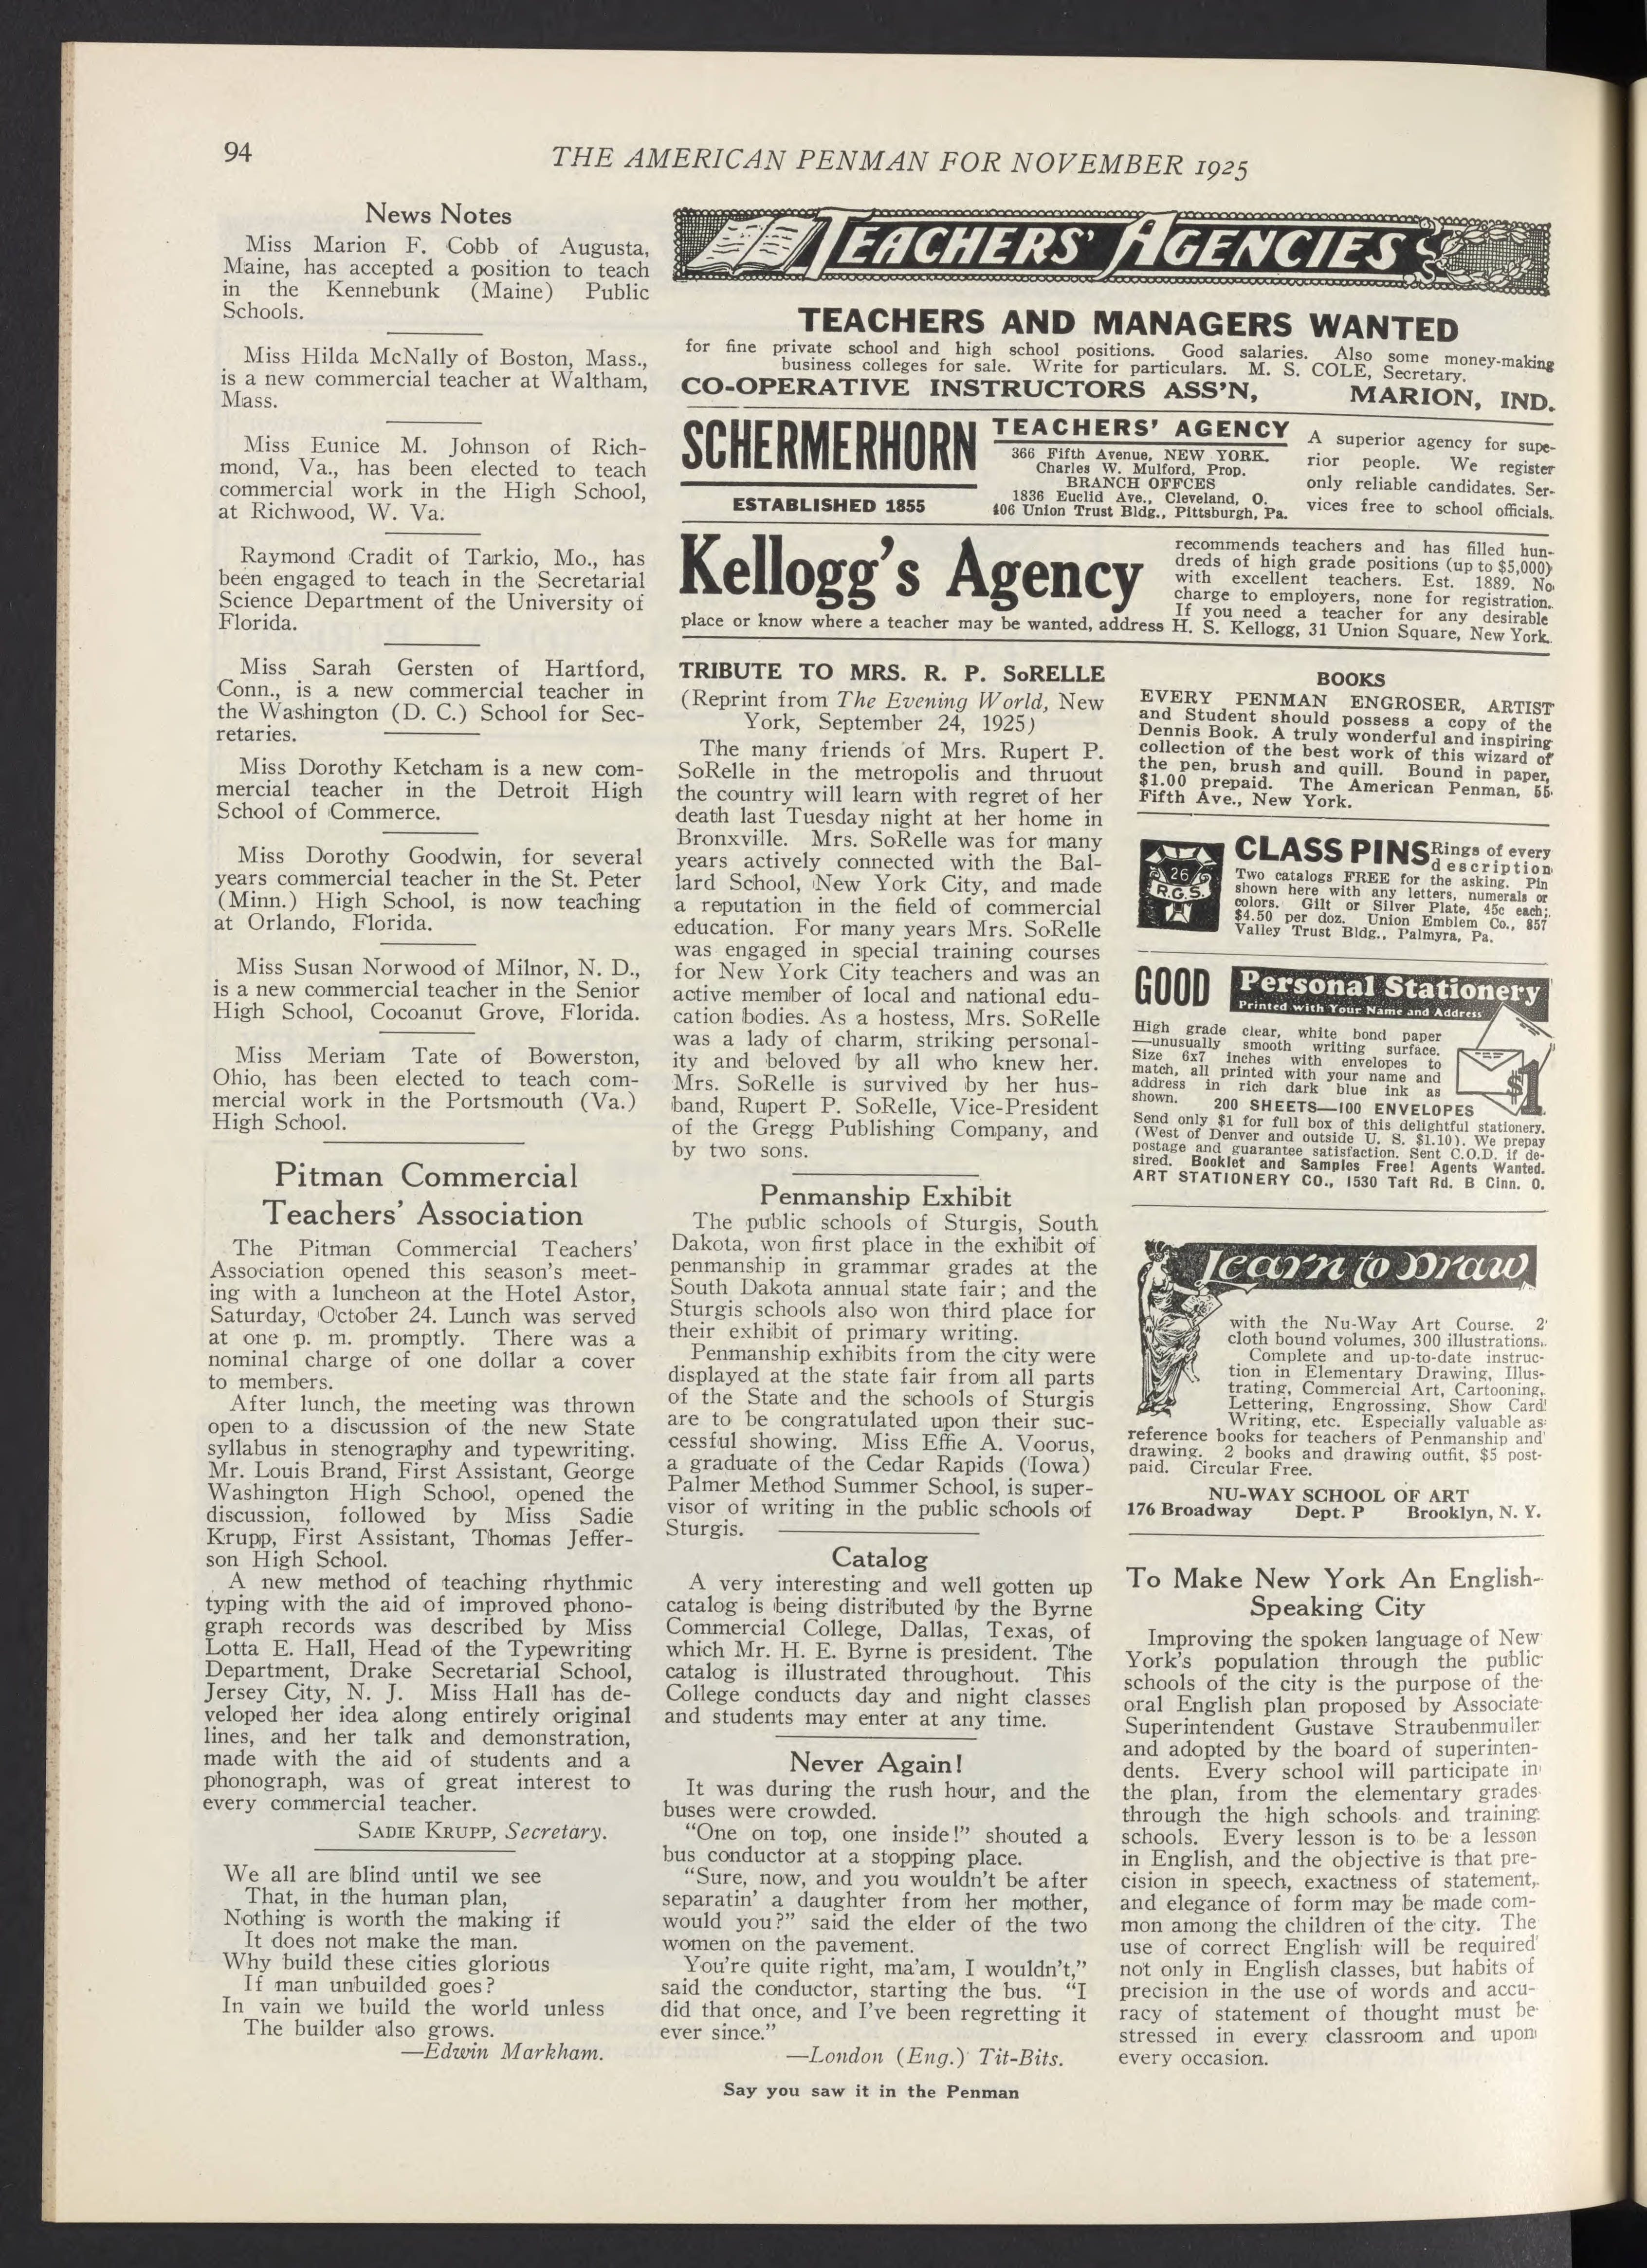 94
THE AMERICAN PENMAN FOR NOVEMBER 1925
News Notes
Miss Marion F. Cobb of Augusta,
Maine, has accepted a position to teach
in the Kennebunk (Maine) Public
Schools.
Miss Hilda McNally of Boston, Mass.,
is a new commercial teacher at Waltham,
Mass.
Miss Eunice M. Johnson of Rich-
mond, Va., has been elected to teach
commercial work in the High School,
at Richwood, W. Va.
Raymond Cradit of Tarkio, Mo., has
been engaged to teach in the Secretarial
Science Department of the University of
Florida.
Miss Sarah Gersten of Hartford,
Conn., is a new commercial teacher in
the Washington (D. C.) School for Sec-
retaries.
Miss Dorothy Ketcham is a new com-
mercial teacher in the Detroit High
School of Commerce.
Miss Dorothy Goodwin, for several
years commercial teacher in the St. Peter
(Minn.) High School, is now teaching
at Orlando, Florida.
Miss Susan Norwood of Milnor, N. D.,
is a new commercial teacher in the Senior
High School, Cocoanut Grove, Florida.
Miss Meriam Tate of Bowerston,
Ohio, has been elected to teach com-
mercial work in the Portsmouth (Va.)
High School.
Pitman Commercial
Teachers' Association
The Pitman Commercial Teachers'
Association opened this season's meet-
ing with a luncheon at the Hotel Astor,
Saturday, October 24. Lunch was served
at one p. m. promptly. There was a
nominal charge of one dollar a cover
to members.
After lunch, the meeting was thrown
open to a discussion of the new State
syllabus in stenography and typewriting.
Mr. Louis Brand, First Assistant, George
Washington High School, opened the
discussion, followed by Miss Sadie
Krupp, First Assistant, Thomas Jeffer-
son High School.
A new method of teaching rhythmic
typing with the aid of improved phono-
graph records was described by Miss
Lotta E. Hall, Head of the Typewriting
Department, Drake Secretarial School,
Jersey City, N. J. Miss Hall has de-
veloped her idea along entirely original
lines, and her talk and demonstration,
made with the aid of students and a
phonograph, was of great interest to
every commercial teacher.
SADIE KRUPP, Secretary.
We all are blind until we see
That, in the human plan,
Nothing is worth the making if
It does not make the man.
Why build these cities glorious
If man unbuilded goes?
In vain we build the world unless
The builder also grows.
—Edwin Markham.
TEACHERS' AGENCIES
TEACHERS AND MANAGERS WANTED
for fine private school and high school positions. Good salaries. Also some money-making
business colleges for sale. Write for particulars. M. S. COLE, Secretary.
CO-OPERATIVE INSTRUCTORS ASS'N, MARION, IND.
SCHERMERHORN
ESTABLISHED 1855
TEACHERS' AGENCY
366 Fifth Avenue, NEW YORK.
Charles W. Mulford, Prop.
BRANCH OFFCES
1836 Euclid Ave., Cleveland, O.
406 Union Trust Bldg., Pittsburgh, Pa.
A superior agency for supe-
rior people. We register
only reliable candidates. Ser-
vices free to school officials.
Kellogg's Agency
recommends teachers and has filled hun-
dreds of high grade positions (up to $5,000)
with excellent teachers. Est. 1889. No
charge to employers, none for registration.
If you need a teacher for any desirable
place or know where a teacher may be wanted, address H. S. Kellogg, 31 Union Square, New York.
TRIBUTE TO MRS. R. P. SoRELLE
(Reprint from The Evening World, New
York, September 24, 1925)
The many friends of Mrs. Rupert P.
SoRelle in the metropolis and thruout
the country will learn with regret of her
death last Tuesday night at her home in
Bronxville. Mrs. SoRelle was for many
years actively connected with the Bal-
lard School, New York City, and made
a reputation in the field of commercial
education. For many years Mrs. SoRelle
was engaged in special training courses
for New York City teachers and was an
active member of local and national edu-
cation bodies. As a hostess, Mrs. SoRelle
was a lady of charm, striking personal-
ity and beloved by all who knew her.
Mrs. SoRelle is survived by her hus-
band, Rupert P. SoRelle, Vice-President
of the Gregg Publishing Company, and
by two sons.
Penmanship Exhibit
The public schools of Sturgis, South
Dakota, won first place in the exhibit of
penmanship in grammar grades at the
South Dakota annual state fair; and the
Sturgis schools also won third place for
their exhibit of primary writing.
Penmanship exhibits from the city were
displayed at the state fair from all parts
of the State and the schools of Sturgis
are to be congratulated upon their suc-
cessful showing. Miss Effie A. Voorus,
a graduate of the Cedar Rapids (Iowa)
Palmer Method Summer School, is super-
visor of writing in the public schools of
Sturgis.
Catalog
A very interesting and well gotten up
catalog is being distributed by the Byrne
Commercial College, Dallas, Texas, of
which Mr. H. E. Byrne is president. The
catalog is illustrated throughout. This
College conducts day and night classes
and students may enter at any time.
Never Again!
It was during the rush hour, and the
buses were crowded.
"One on top, one inside!" shouted a
bus conductor at a stopping place.
"Sure, now, and you wouldn't be after
separatin' a daughter from her mother,
would you?" said the elder of the two
women on the pavement.
You're quite right, ma'am, I wouldn't,"
said the conductor, starting the bus. "I
did that once, and I've been regretting it
ever since."
—London (Eng.) Tit-Bits.
BOOKS
EVERY PENMAN ENGROSER, ARTIST
and Student should possess a copy of the
Dennis Book. A truly wonderful and inspiring
collection of the best work of this wizard of
the pen, brush and quill. Bound in paper,
$1.00 prepaid. The American Penman, 55
Fifth Ave., New York.
26
R.G.S.
CLASS PINS Rings of every
description
Two catalogs FREE for the asking. Pin
shown here with any letters, numerals or
colors. Gilt or Silver Plate, 45c each;
$4.50 per doz. Union Emblem Co., 857
Valley Trust Bldg., Palmyra, Pa.
GOOD Personal Stationery
Printed with Your Name and Address
High grade clear, white bond paper
—unusually smooth writing surface.
Size 6x7 inches with envelopes to
match, all printed with your name and
address in rich dark blue ink as
shown. 200 SHEETS—100 ENVELOPES
$1
Send only $1 for full box of this delightful stationery.
(West of Denver and outside U. S. $1.10). We prepay
postage and guarantee satisfaction. Sent C.O.D. if de-
sired. Booklet and Samples Free! Agents Wanted.
ART STATIONERY CO., 1530 Taft Rd. B Cinn. O.
Learn to Draw
with the Nu-Way Art Course. 2
cloth bound volumes, 300 illustrations.
Complete and up-to-date instruc-
tion in Elementary Drawing, Illus-
trating, Commercial Art, Cartooning,
Lettering, Engrossing, Show Card
Writing, etc. Especially valuable as
reference books for teachers of Penmanship and
drawing. 2 books and drawing outfit, $5 post-
paid. Circular Free.
NU-WAY SCHOOL OF ART
176 Broadway Dept. P Brooklyn, N. Y.
To Make New York An English-
Speaking City
Improving the spoken language of New
York's population through the public
schools of the city is the purpose of the
oral English plan proposed by Associate
Superintendent Gustave Straubenmuller
and adopted by the board of superinten-
dents. Every school will participate in
the plan, from the elementary grades
through the high schools and training
schools. Every lesson is to be a lesson
in English, and the objective is that pre-
cision in speech, exactness of statement,
and elegance of form may be made com-
mon among the children of the city. The
use of correct English will be required
not only in English classes, but habits of
precision in the use of words and accu-
racy of statement of thought must be
stressed in every classroom and upon
every occasion.
Say you saw it in the Penman